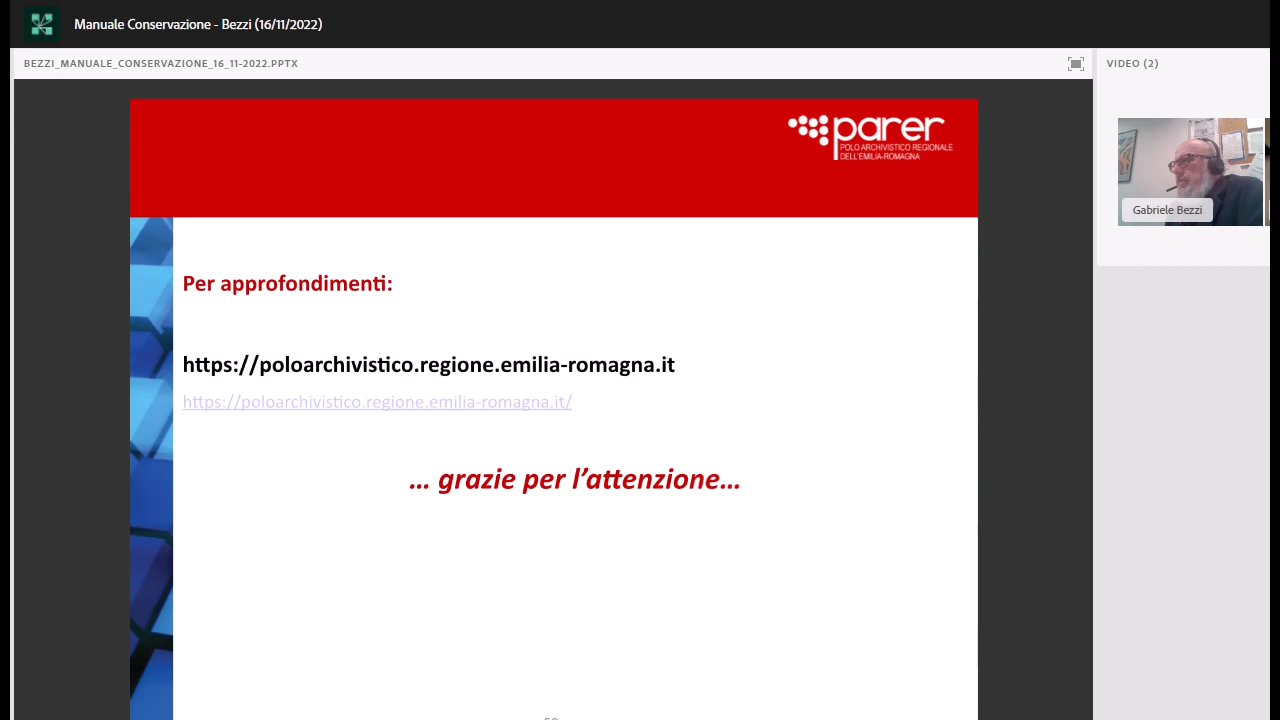 Manuale Conservazione - Bezzi (16/11/2022)
BEZZI_MANUALE_CONSERVAZIONE_16_11-2022.PPTX
VIDEO (2)
parer
POLO ARCHIVISTICO REGIONALE
DELL'EMILIA-ROMAGNA
Gabriele Bezzi
Per approfondimenti:
https://poloarchivistico.regione.emilia-romagna.it
https://poloarchivistico.regione.emilia-romagna.it/
... grazie per l'attenzione...